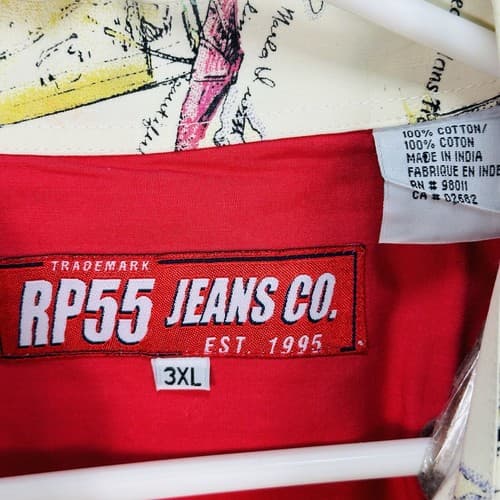 100% COTTON/
100% COTON
MADE IN INDIA
FABRIQUE EN INDE
RN # 98011
CA # 02682
TRADEMARK
RP55 JEANS CO.
EST. 1995
3XL